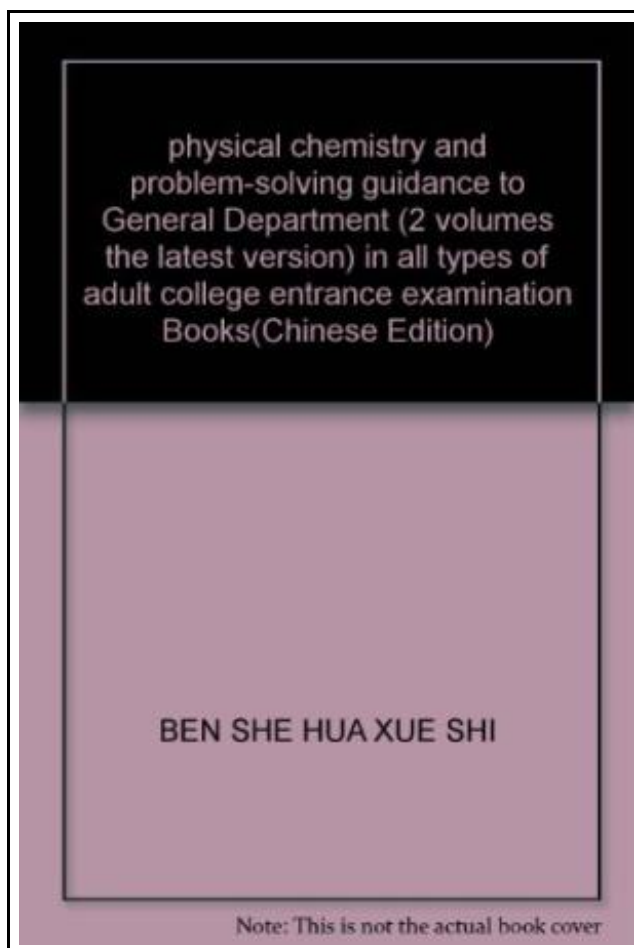 physical chemistry and
problem-solving guidance to
General Department (2 volumes
the latest version) in all types of
adult college entrance examination
Books(Chinese Edition)
BEN SHE HUA XUE SHI
Note: This is not the actual book cover